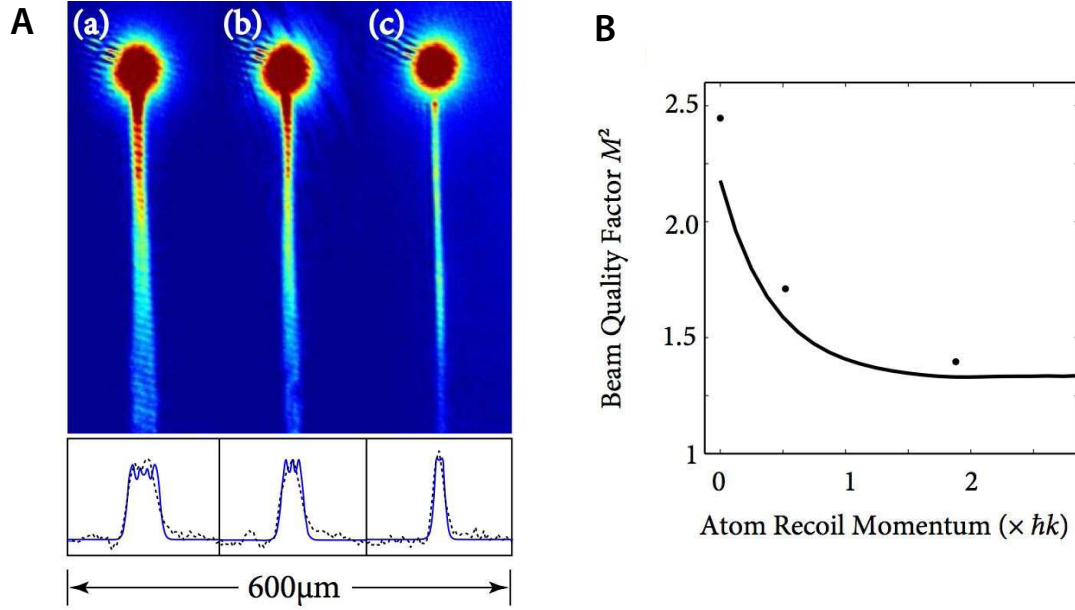 A
(a)
(b)
(c)
600μm
B
Beam Quality Factor M²
2.5
2.0
1.5
1
0
1
2
Atom Recoil Momentum (× ℏk)